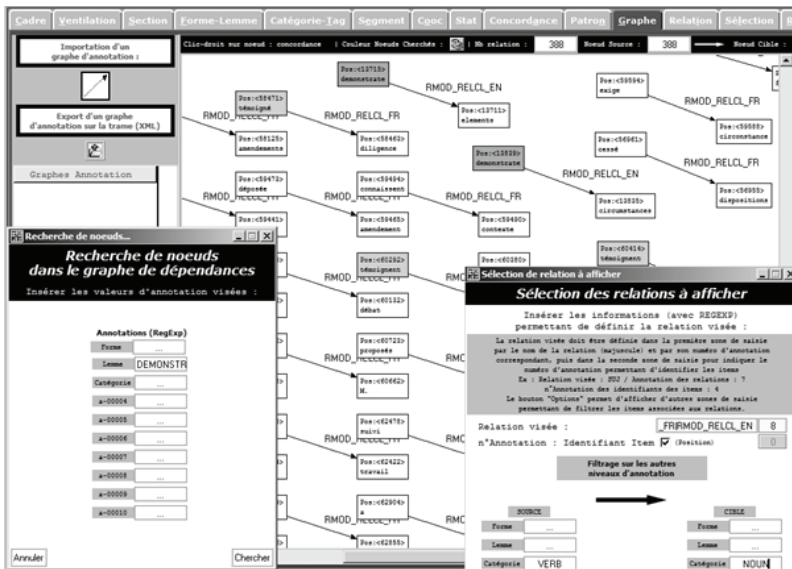 Cadre Ventilation Section Forme-Lemme Catégorie-Tag Segment Cooc Stat Concordance Patron Graphe Relation Sélection
Importation d'un
graphe d'annotation :
Export d'un graphe
d'annotation sur la trame (XML)
Graphes Annotation
Clic-droit sur noeud : concordance | Couleur Noeuds Cherchés : | Nb relation : 388 Noeud Source : 388 Noeud Cible :
Pos:<13713>
demonstrate
RMOD_RELCL_EN
Pos:<13711>
elements
Pos:<59594>
exige
RMOD_RELCL_FR
Pos:<59588>
circonstance
Pos:<58471>
témoigné
RMOD_RELCL_FR
RMOD_RELCL_FR
Pos:<58125>
amendements
Pos:<58463>
diligence
Pos:<13839>
demonstrate
RMOD_RELCL_EN
Pos:<13835>
circumstances
Pos:<56961>
cessé
RMOD_RELCL_FR
Pos:<56955>
dispositions
Pos:<59473>
déposée
Pos:<59494>
connaissent
RMOD_RELCL_FR
RMOD_RELCL_FR
Pos:<59441>
Pos:<59465>
amendement
Pos:<59490>
contexte
Pos:<60292>
témoignent
Pos:<60280>
Pos:<60414>
témoignent
Pos:<60132>
débat
Pos:<60723>
proposés
Pos:<60662>
M.
Pos:<62478>
suivi
Pos:<62422>
travail
Pos:<62904>
a
RMOD_RELCL_FR
RMO
Pos:<62855>
Recherche de noeuds...
Recherche de noeuds
dans le graphe de dépendances
Insérer les valeurs d'annotation visées :
Annotations (RegExp)
Forme ...
Lemme DEMONSTR
Catégorie ...
a-00004 ...
a-00005 ...
a-00006 ...
a-00007 ...
a-00008 ...
a-00009 ...
a-00010 ...
Annuler Chercher
Sélection de relation à afficher
Sélection des relations à afficher
Insérer les informations (avec REGEXP)
permettant de définir la relation visée :
La relation visée doit être définie dans la première zone de saisie
par le nom de la relation (majuscule) et par son numéro d'annotation
correspondant, puis dans la seconde zone de saisie pour indiquer le
numéro d'annotation permettant d'identifier les items
Ex : Relation visée : SUJ / Annotation des relations : 7
n°Annotation des identifiants des items : 4
Le bouton "Options" permet d'afficher d'autres zones de saisie
permettant de filtrer les items associées aux relations.
Relation visée : _FR|RMOD_RELCL_EN 8
n°Annotation : Identifiant Item (Position) 0
Filtrage sur les autres
niveaux d'annotation
SOURCE CIBLE
Forme ... Forme ...
Lemme ... Lemme ...
Catégorie VERB Catégorie NOUN